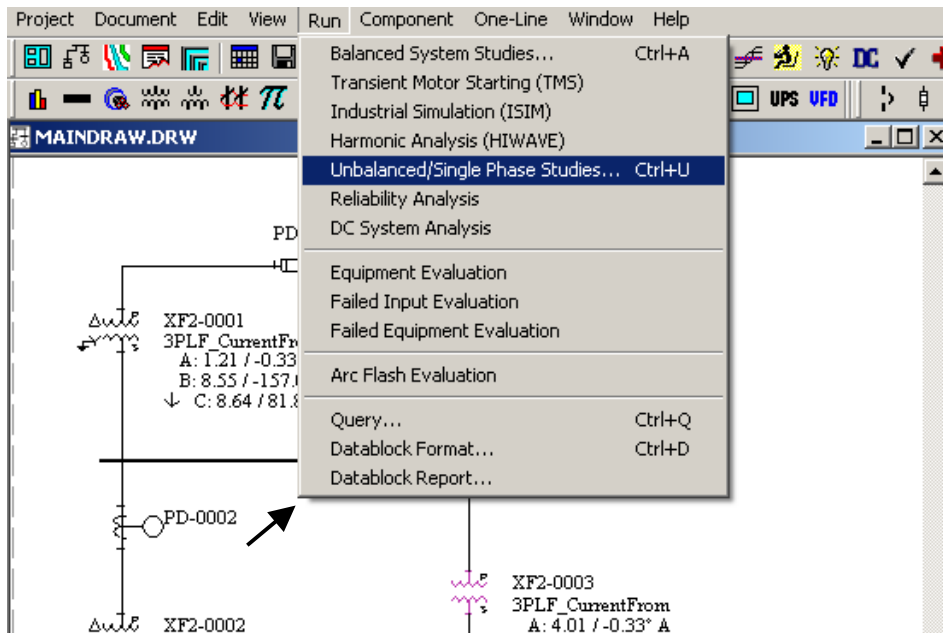 Project Document Edit View Run Component One-Line Window Help
DC
UPS VFD
MAINDRAW.DRW
Balanced System Studies... Ctrl+A
Transient Motor Starting (TMS)
Industrial Simulation (ISIM)
Harmonic Analysis (HIWAVE)
Unbalanced/Single Phase Studies... Ctrl+U
Reliability Analysis
DC System Analysis
Equipment Evaluation
Failed Input Evaluation
Failed Equipment Evaluation
Arc Flash Evaluation
Query... Ctrl+Q
Datablock Format... Ctrl+D
Datablock Report...
PD
P
XF2-0001
S
3PLF_CurrentFr
A: 1.21 / -0.33
B: 8.55 / -157.
C: 8.64 / 81.8
PD-0002
P
XF2-0003
S
3PLF_CurrentFrom
A: 4.01 / -0.33° A
P
XF2-0002